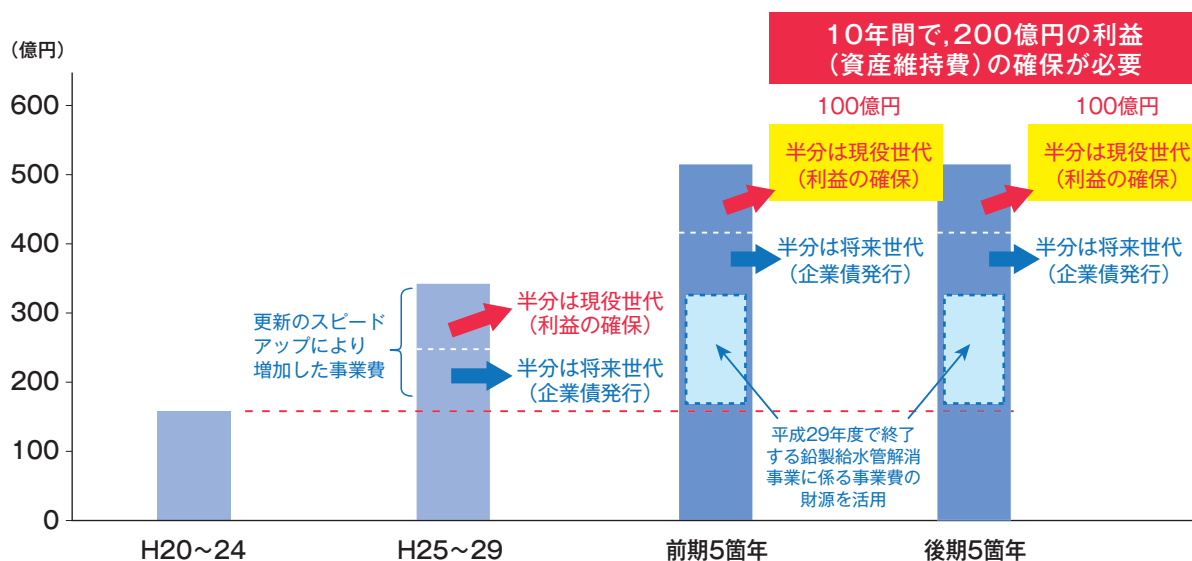 (億円)
10年間で,200億円の利益
(資産維持費)の確保が必要
600
500
400
300
200
100
0
100億円
半分は現役世代
(利益の確保)
100億円
半分は現役世代
(利益の確保)
半分は将来世代
(企業債発行)
半分は将来世代
(企業債発行)
更新のスピード
アップにより
増加した事業費
半分は現役世代
(利益の確保)
半分は将来世代
(企業債発行)
平成29年度で終了
する鉛製給水管解消
事業に係る事業費の
財源を活用
H20~24
H25~29
前期5箇年
後期5箇年